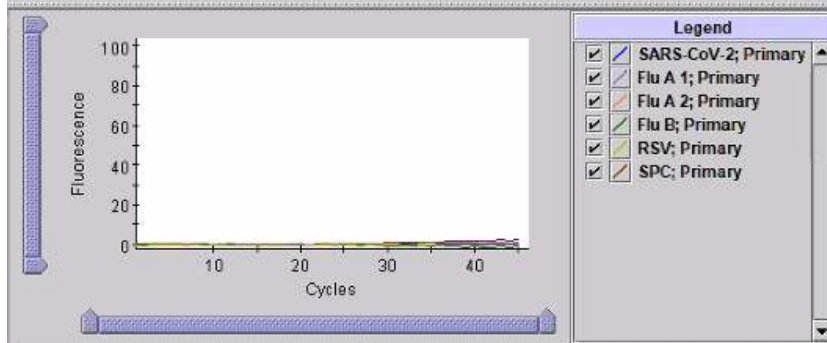 100
80
60
40
20
0
Fluorescence
10 20 30 40
Cycles
Legend
SARS-CoV-2; Primary
Flu A 1; Primary
Flu A 2; Primary
Flu B; Primary
RSV; Primary
SPC; Primary